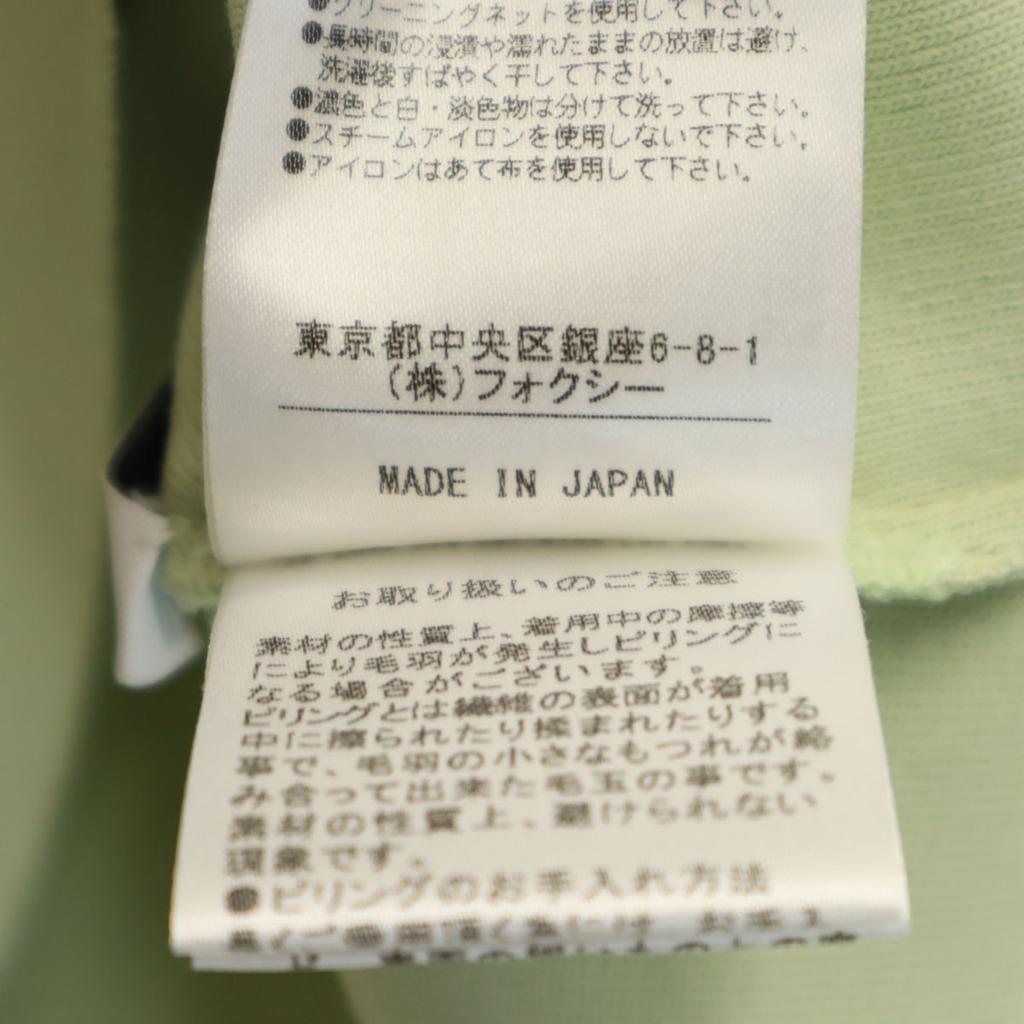 ●クリーニングネットを使用して下さい。
●長時間の浸漬や濡れたままの放置は避け、
洗濯後すばやく干して下さい。
●濃色と白・淡色物は分けて洗って下さい。
●スチームアイロンを使用しないで下さい。
●アイロンはあて布を使用して下さい。
東京都中央区銀座6-8-1
(株)フォクシー
MADE IN JAPAN
お取り扱いのご注意
素材の性質上、着用中の摩擦等
により毛羽が発生しピリングに
なる場合がございます。
ピリングとは繊維の表面が着用
中に擦られたり揉まれたりする
事で、毛羽の小さなもつれが絡
み合って出来た毛玉の事です。
素材の性質上、避けられない
現象です。
●ピリングのお手入れ方法